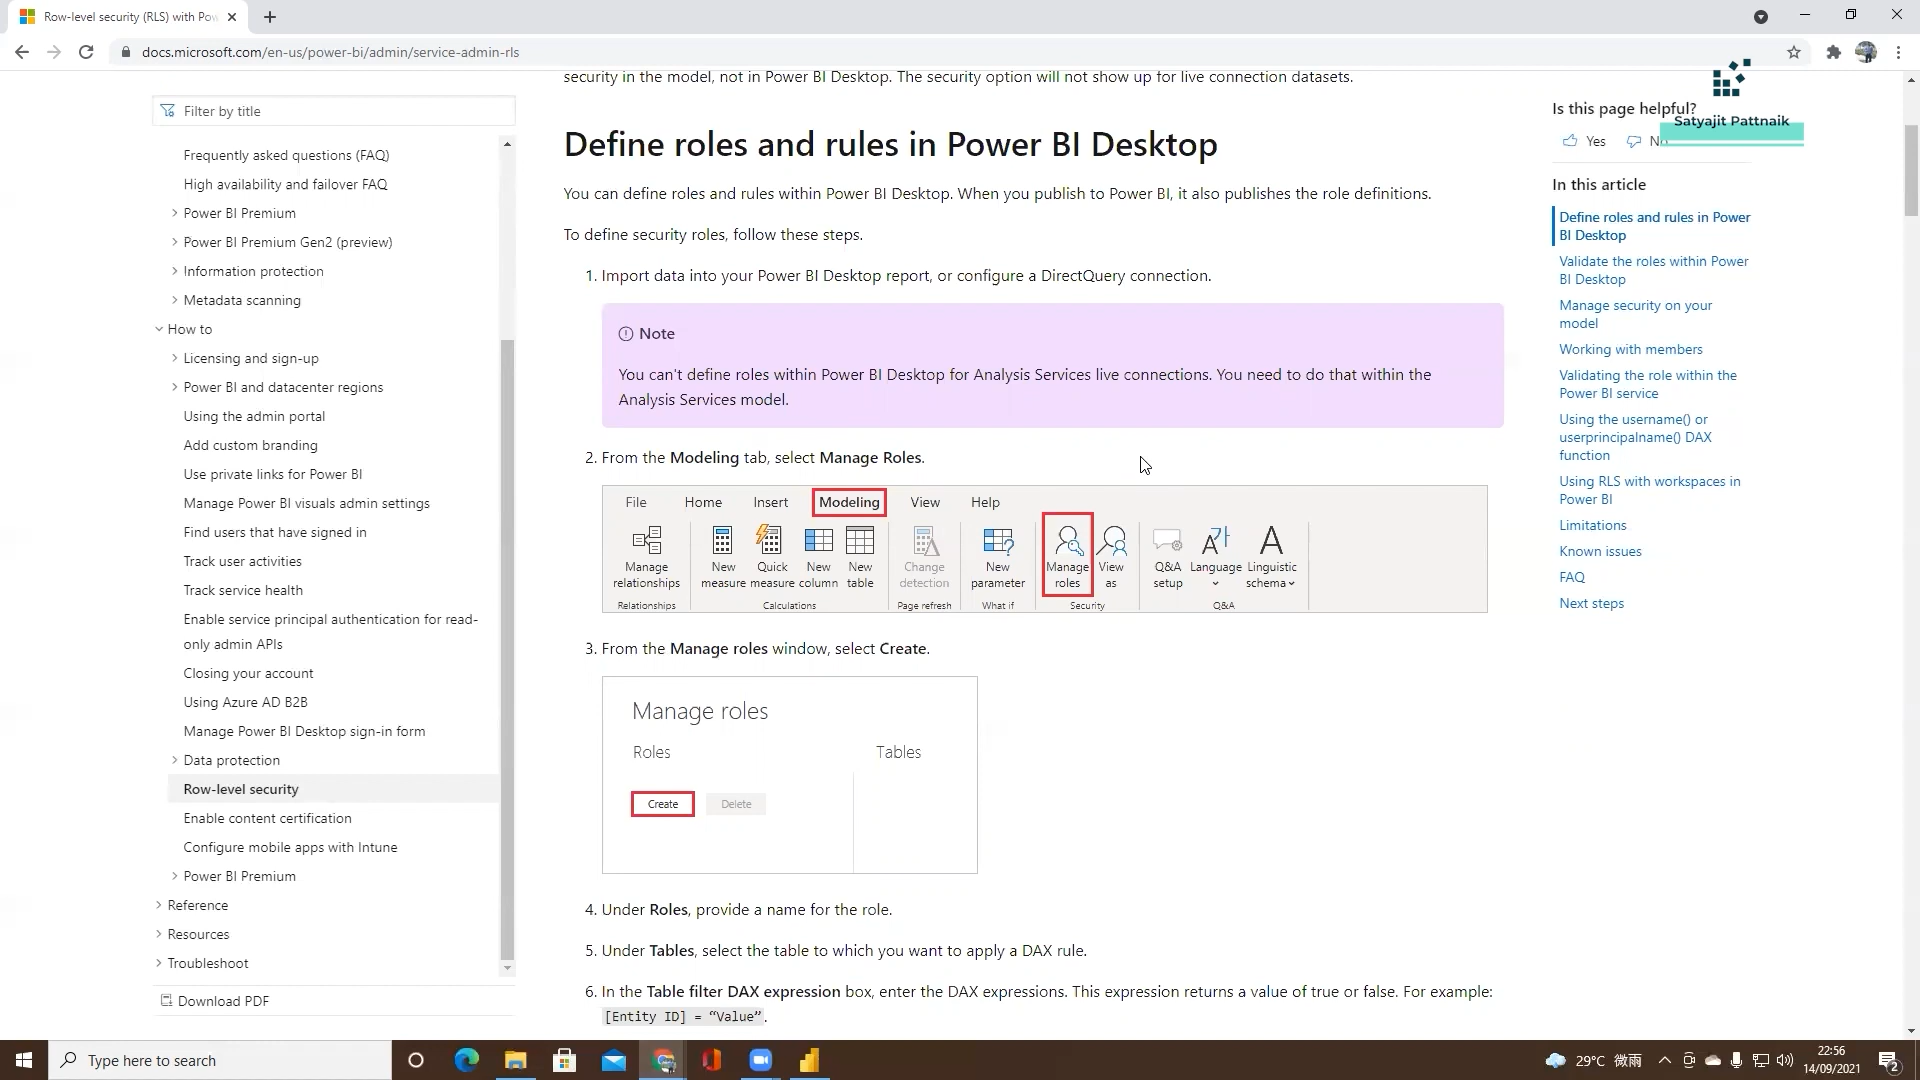 Row-level security (RLS) with Pow
docs.microsoft.com/en-us/power-bi/admin/service-admin-rls
Filter by title
Frequently asked questions (FAQ)
High availability and failover FAQ
Power BI Premium
Power BI Premium Gen2 (preview)
Information protection
Metadata scanning
How to
Licensing and sign-up
Power BI and datacenter regions
Using the admin portal
Add custom branding
Use private links for Power BI
Manage Power BI visuals admin settings
Find users that have signed in
Track user activities
Track service health
Enable service principal authentication for read-
only admin APIs
Closing your account
Using Azure AD B2B
Manage Power BI Desktop sign-in form
Data protection
Row-level security
Enable content certification
Configure mobile apps with Intune
Power BI Premium
Reference
Resources
Troubleshoot
Download PDF
security in the model, not in Power BI Desktop. The security option will not show up for live connection datasets.
Define roles and rules in Power BI Desktop
You can define roles and rules within Power BI Desktop. When you publish to Power BI, it also publishes the role definitions.
To define security roles, follow these steps.
1. Import data into your Power BI Desktop report, or configure a DirectQuery connection.
Note
You can't define roles within Power BI Desktop for Analysis Services live connections. You need to do that within the
Analysis Services model.
2. From the Modeling tab, select Manage Roles.
File Home Insert Modeling View Help
Manage New Quick New New Change New Manage View Q&A Language Linguistic
relationships measure measure column table detection parameter roles as setup schema
Relationships Calculations Page refresh What if Security Q&A
3. From the Manage roles window, select Create.
Manage roles
Roles Tables
Create Delete
4. Under Roles, provide a name for the role.
5. Under Tables, select the table to which you want to apply a DAX rule.
6. In the Table filter DAX expression box, enter the DAX expressions. This expression returns a value of true or false. For example:
[Entity ID] = “Value”.
Is this page helpful?
Satyajit Pattnaik
Yes No
In this article
Define roles and rules in Power
BI Desktop
Validate the roles within Power
BI Desktop
Manage security on your
model
Working with members
Validating the role within the
Power BI service
Using the username() or
userprincipalname() DAX
function
Using RLS with workspaces in
Power BI
Limitations
Known issues
FAQ
Next steps
Type here to search
29°C 微雨
22:56
14/09/2021
2